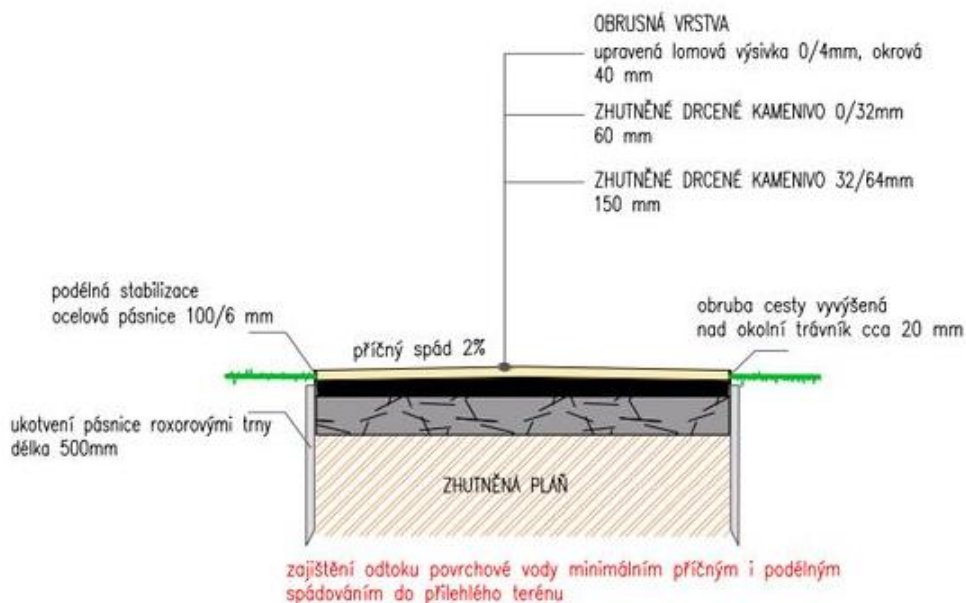 OBRUSNÁ VRSTVA
upravená lomová výsivka 0/4mm, okrová
40 mm
ZHUTNĚNÉ DRCENÉ KAMENIVO 0/32mm
60 mm
ZHUTNĚNÉ DRCENÉ KAMENIVO 32/64mm
150 mm
podélná stabilizace
ocelová pásnice 100/6 mm
obruba cesty vyvýšená
nad okolní trávník cca 20 mm
příčný spád 2%
ukotvení pásnice roxorovými trny
délka 500mm
ZHUTNĚNÁ PLÁŇ
zajištění odtoku povrchové vody minimálním příčným i podélným
spádováním do přilehlého terénu